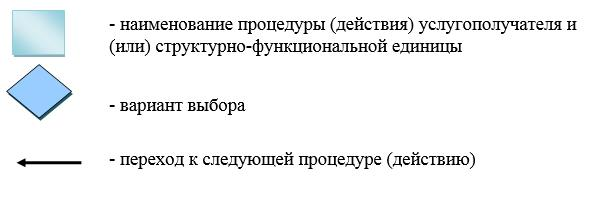 - наименование процедуры (действия) услугополучателя и
(или) структурно-функциональной единицы
- вариант выбора
- переход к следующей процедуре (действию)